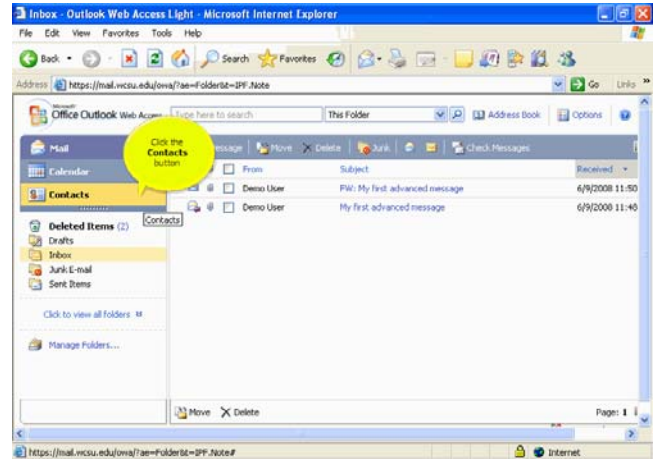 Inbox - Outlook Web Access Light - Microsoft Internet Explorer
File Edit View Favorites Tools Help
Back Search Favorites
Address https://mail.wcsu.edu/owa/?ae=Folder&t=IPF.Note Go Links »
Microsoft
Office Outlook Web Access Type here to search This Folder Address Book Options
Mail Message Move Delete Junk Check Messages
Click the
Contacts
button
From Subject Received
Calendar
Demo User FW: My first advanced message 6/9/2008 11:50
Contacts
Demo User My first advanced message 6/9/2008 11:48
Contacts
Deleted Items (2)
Drafts
Inbox
Junk E-mail
Sent Items
Click to view all folders
Manage Folders...
Move Delete Page: 1
https://mail.wcsu.edu/owa/?ae=Folder&t=IPF.Note# Internet